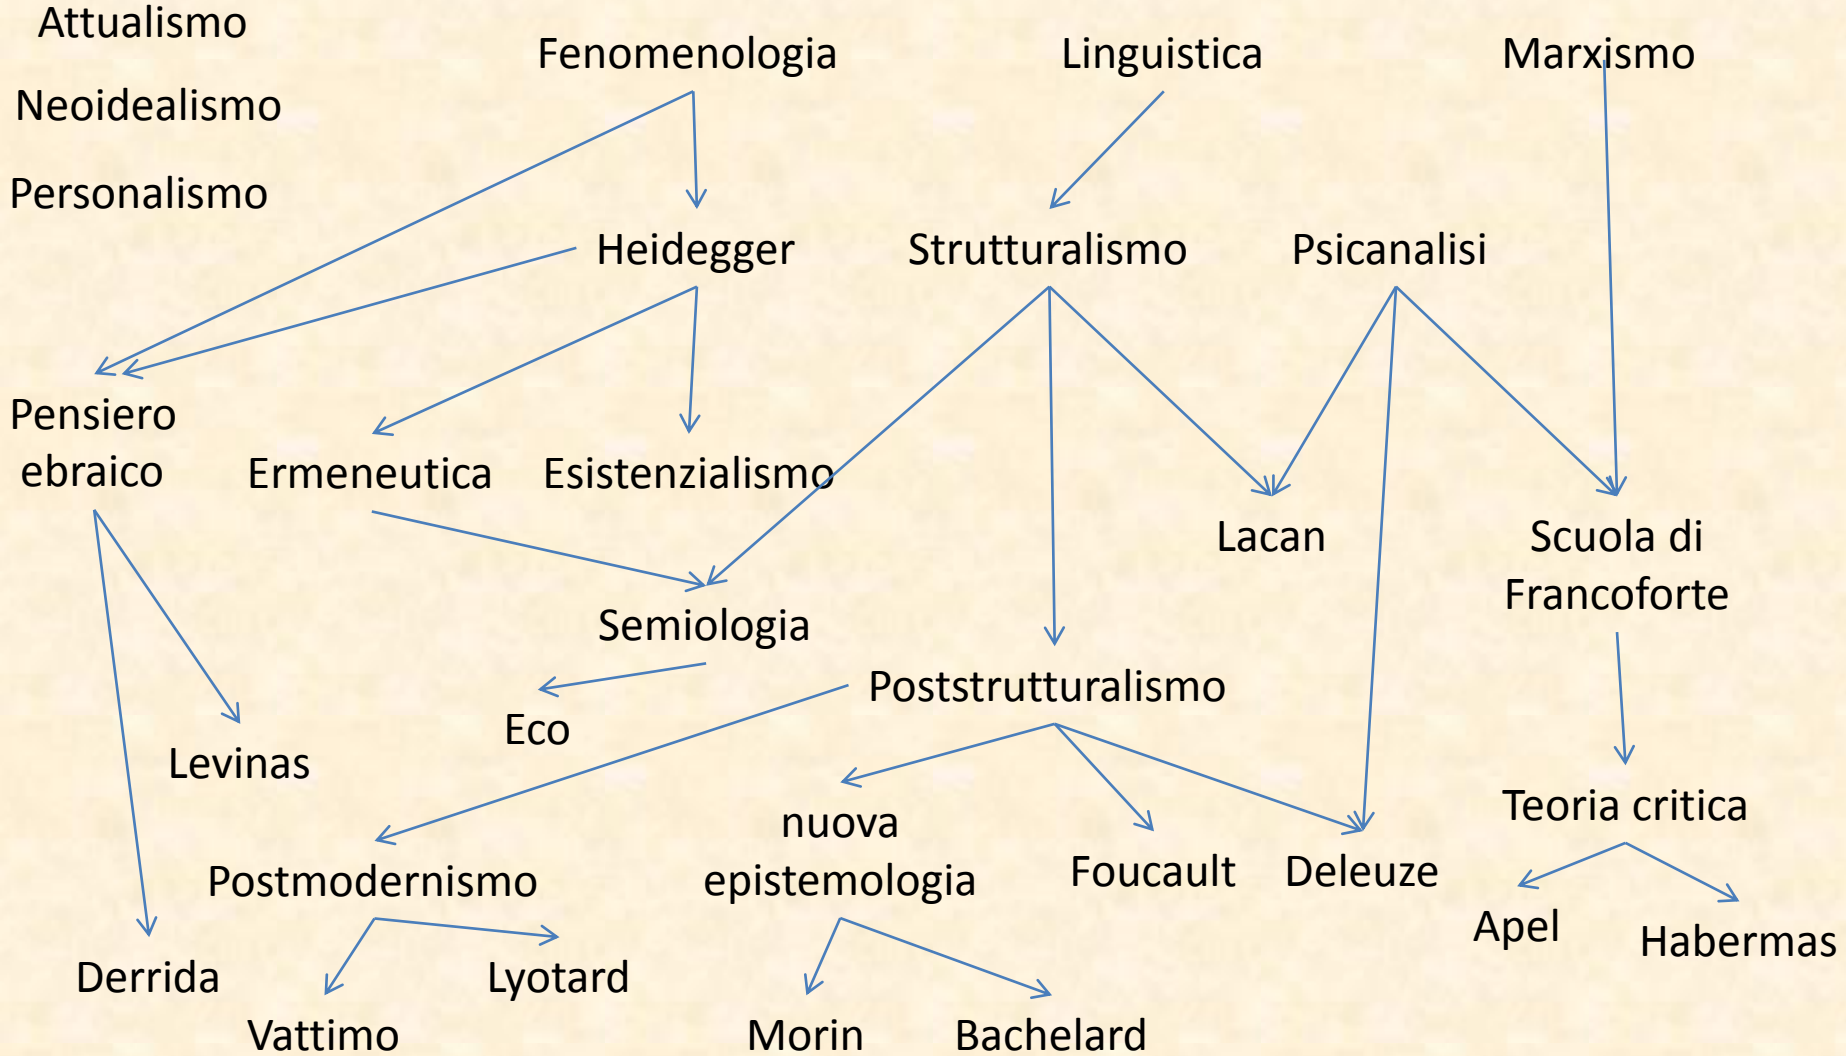 Attualismo
Fenomenologia
Linguistica
Marxismo
Neoidealismo
Personalismo
Heidegger
Strutturalismo
Psicanalisi
Pensiero
ebraico
Ermeneutica
Esistenzialismo
Lacan
Scuola di
Francoforte
Semiologia
Poststrutturalismo
Eco
Levinas
nuova
epistemologia
Teoria critica
Postmodernismo
Foucault
Deleuze
Apel
Habermas
Derrida
Lyotard
Vattimo
Morin
Bachelard